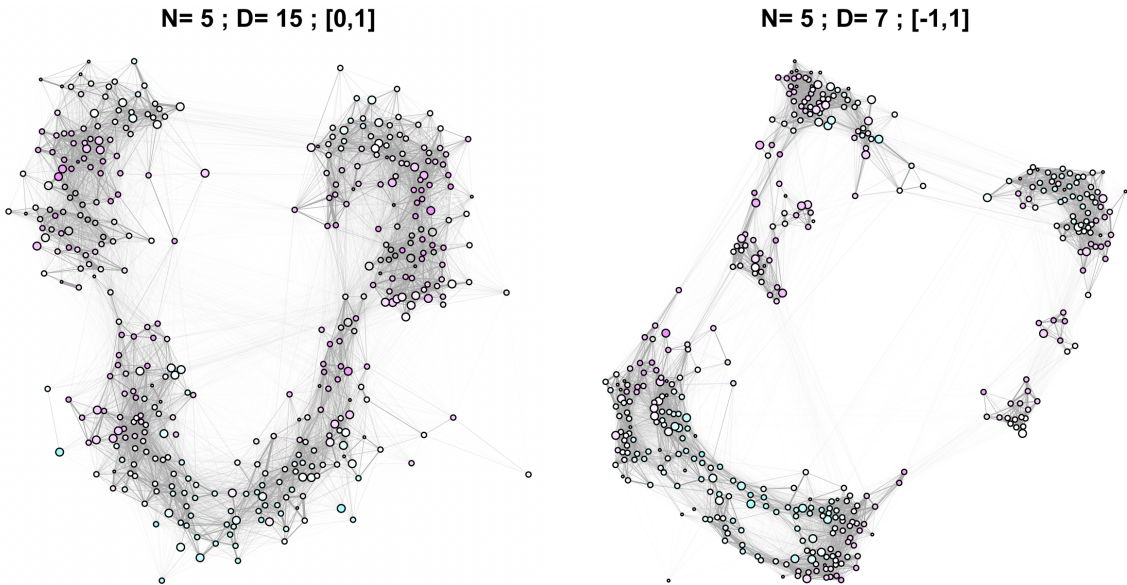 N= 5 ; D= 15 ; [0,1]
N= 5 ; D= 7 ; [-1,1]